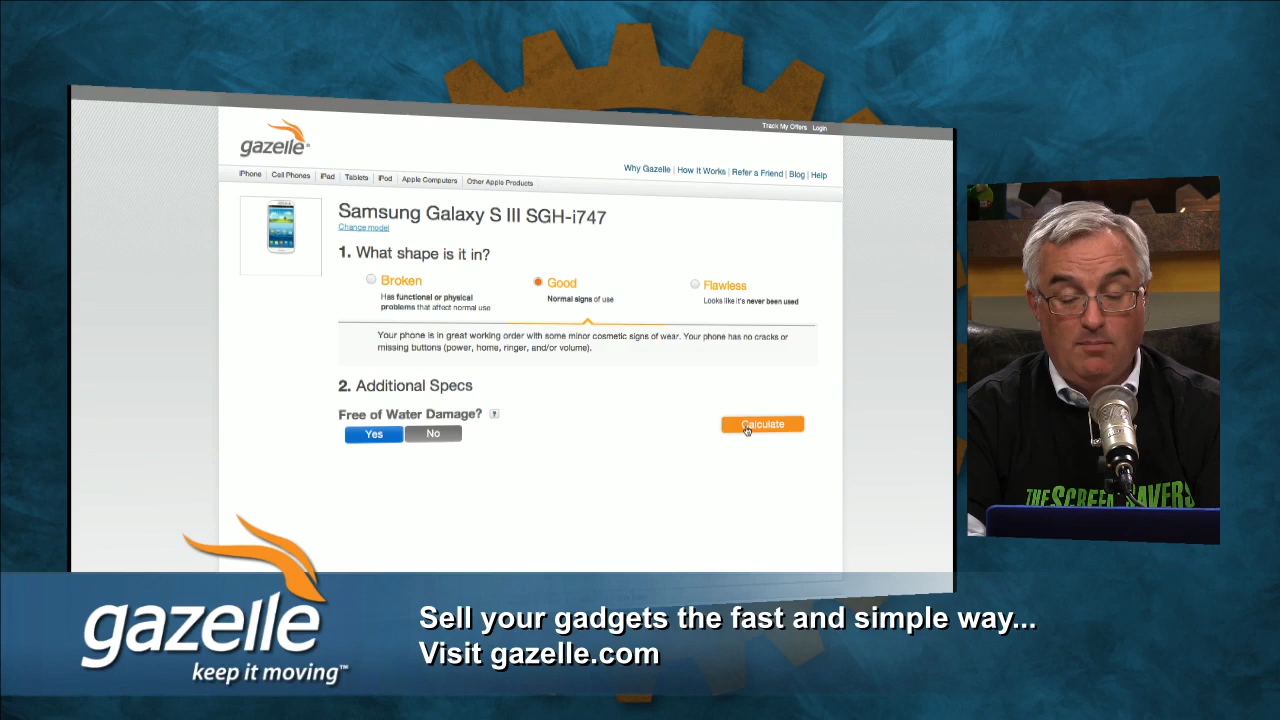 Track My Offers Login
gazelle
Why Gazelle | How It Works | Refer a Friend | Blog | Help
iPhone | Cell Phones | iPad | Tablets | iPod | Apple Computers | Other Apple Products
Samsung Galaxy S III SGH-i747
Change model
1. What shape is it in?
Broken
Has functional or physical
problems that affect normal use
Good
Normal signs of use
Flawless
Looks like it's never been used
Your phone is in great working order with some minor cosmetic signs of wear. Your phone has no cracks or
missing buttons (power, home, ringer, and/or volume).
2. Additional Specs
Free of Water Damage? ?
Yes No
Calculate
THE SCREEN SAVERS
gazelle
keep it moving™
Sell your gadgets the fast and simple way...
Visit gazelle.com